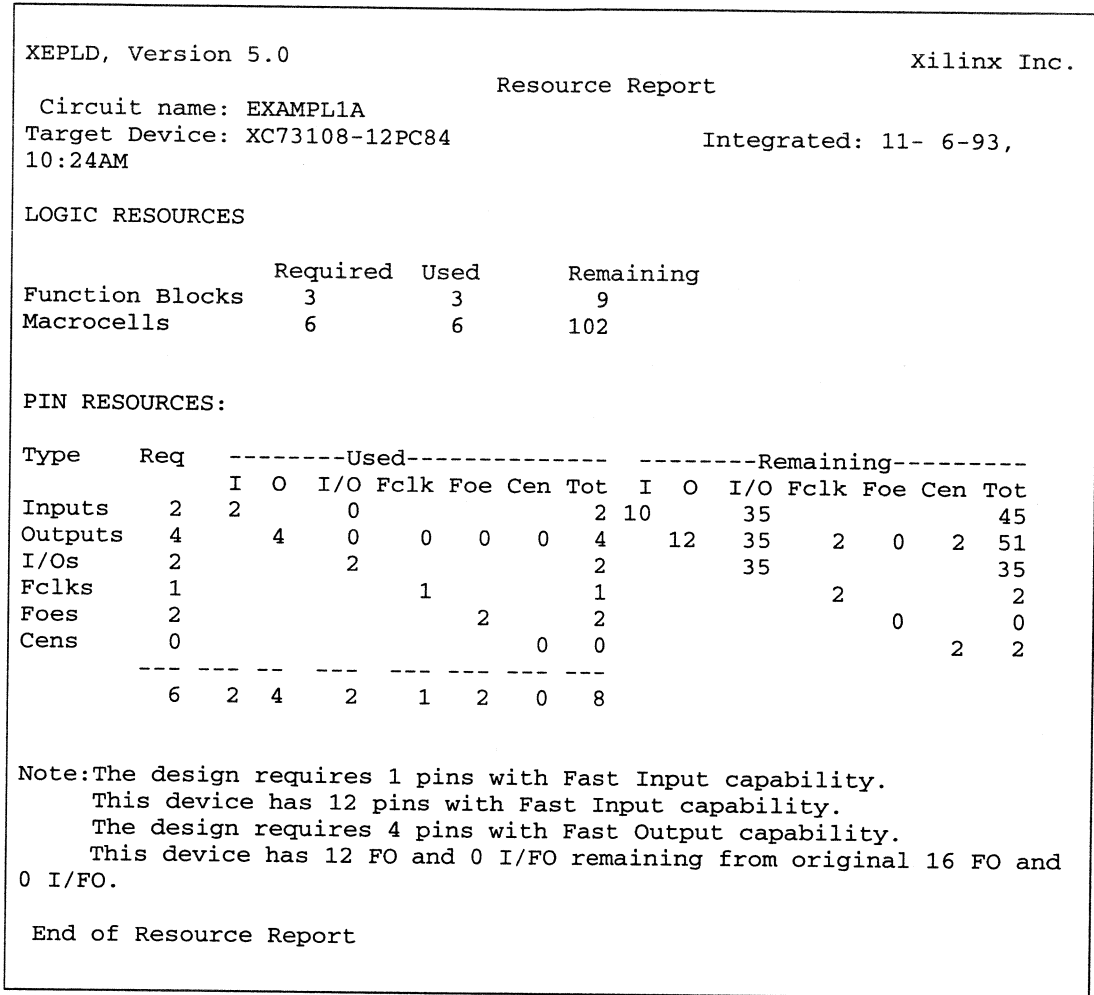 XEPLD, Version 5.0 Xilinx Inc.
Resource Report
Circuit name: EXAMPL1A
Target Device: XC73108-12PC84 Integrated: 11- 6-93,
10:24AM
LOGIC RESOURCES
Required Used Remaining
Function Blocks 3 3 9
Macrocells 6 6 102
PIN RESOURCES:
Type Req --------Used-------------- --------Remaining---------
I O I/O Fclk Foe Cen Tot I O I/O Fclk Foe Cen Tot
Inputs 2 2 0 2 10 35 45
Outputs 4 4 0 0 0 0 4 12 35 2 0 2 51
I/Os 2 2 2 35 35
Fclks 1 1 1 2 2
Foes 2 2 2 0 0
Cens 0 0 0 2 2
--- --- -- --- --- --- --- ---
6 2 4 2 1 2 0 8
Note:The design requires 1 pins with Fast Input capability.
This device has 12 pins with Fast Input capability.
The design requires 4 pins with Fast Output capability.
This device has 12 FO and 0 I/FO remaining from original 16 FO and
0 I/FO.
End of Resource Report